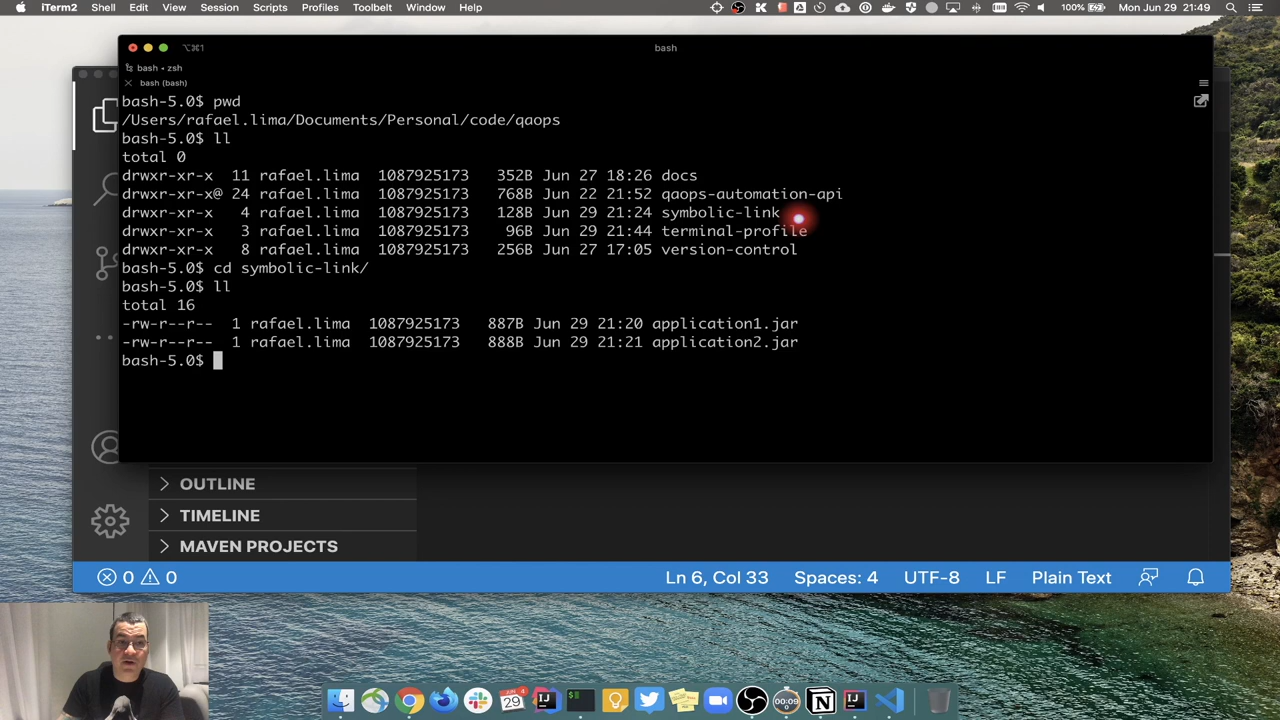 iTerm2 Shell Edit View Session Scripts Profiles Toolbelt Window Help 100% Mon Jun 29 21:49
⌥⌘1 bash
bash • zsh
bash (bash)
bash-5.0$ pwd
/Users/rafael.lima/Documents/Personal/code/qaops
bash-5.0$ ll
total 0
drwxr-xr-x 11 rafael.lima 1087925173 352B Jun 27 18:26 docs
drwxr-xr-x@ 24 rafael.lima 1087925173 768B Jun 22 21:52 qaops-automation-api
drwxr-xr-x 4 rafael.lima 1087925173 128B Jun 29 21:24 symbolic-link
drwxr-xr-x 3 rafael.lima 1087925173 96B Jun 29 21:44 terminal-profile
drwxr-xr-x 8 rafael.lima 1087925173 256B Jun 27 17:05 version-control
bash-5.0$ cd symbolic-link/
bash-5.0$ ll
total 16
-rw-r--r-- 1 rafael.lima 1087925173 887B Jun 29 21:20 application1.jar
-rw-r--r-- 1 rafael.lima 1087925173 888B Jun 29 21:21 application2.jar
bash-5.0$
OUTLINE
TIMELINE
MAVEN PROJECTS
0 0 Ln 6, Col 33 Spaces: 4 UTF-8 LF Plain Text
JUN 4 29 IJ $ 00:09 N IJ